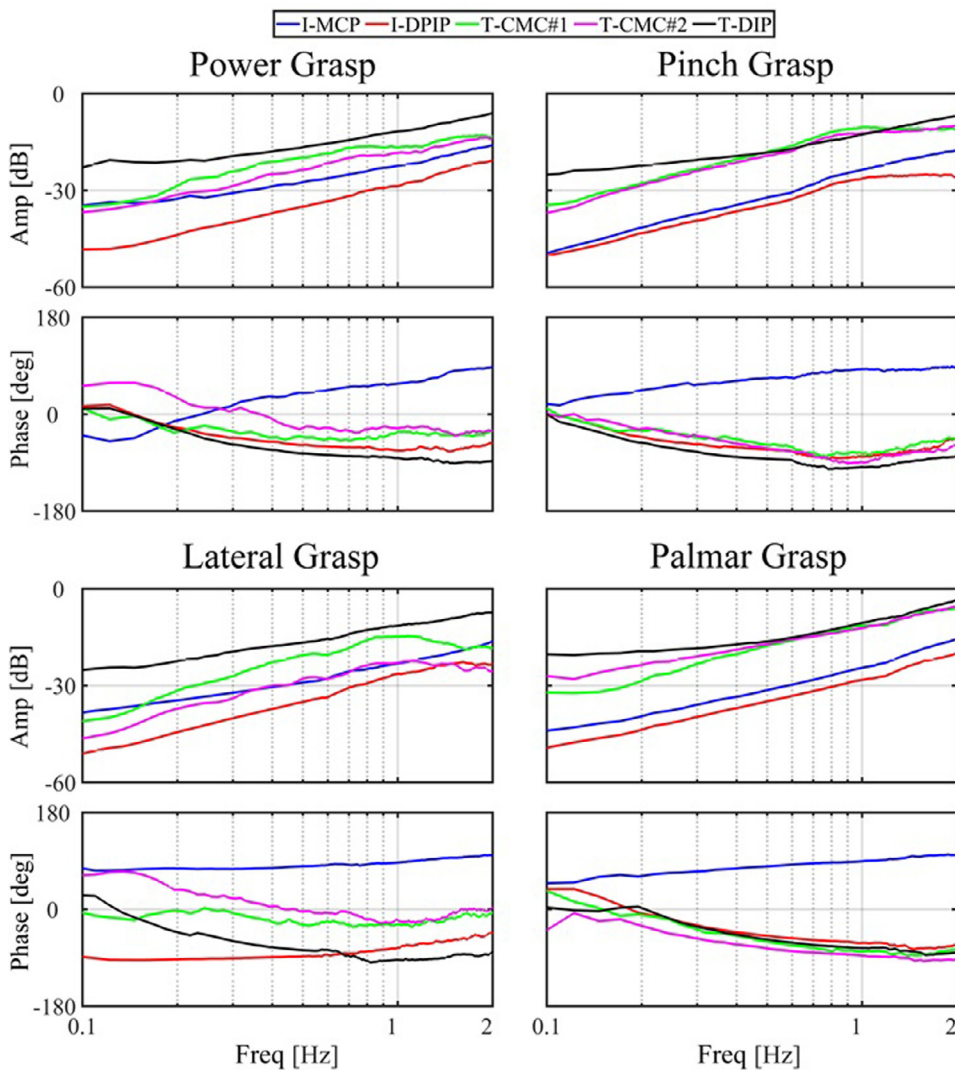 I-MCP I-DPIP T-CMC#1 T-CMC#2 T-DIP
Power Grasp Pinch Grasp
0
Amp [dB]
-30
-60
180
Phase [deg]
0
-180
Lateral Grasp Palmar Grasp
0
Amp [dB]
-30
-60
180
Phase [deg]
0
-180
0.1 1 2 0.1 1 2
Freq [Hz] Freq [Hz]